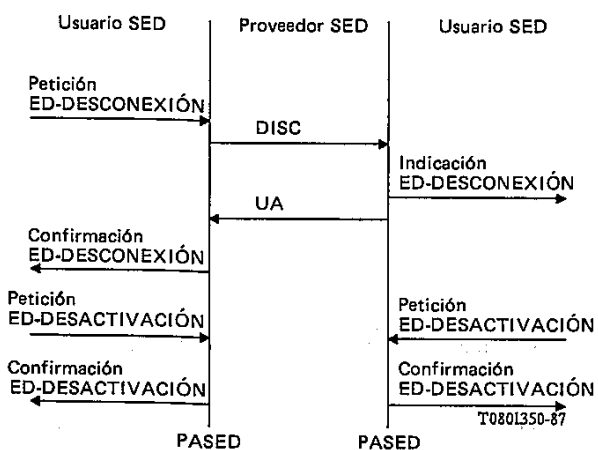 Usuario SED
Proveedor SED
Usuario SED
Petición
ED-DESCONEXIÓN
DISC
Indicación
ED-DESCONEXIÓN
UA
Confirmación
ED-DESCONEXIÓN
Petición
ED-DESACTIVACIÓN
Petición
ED-DESACTIVACIÓN
Confirmación
ED-DESACTIVACIÓN
Confirmación
ED-DESACTIVACIÓN
T0801350-87
PASED
PASED